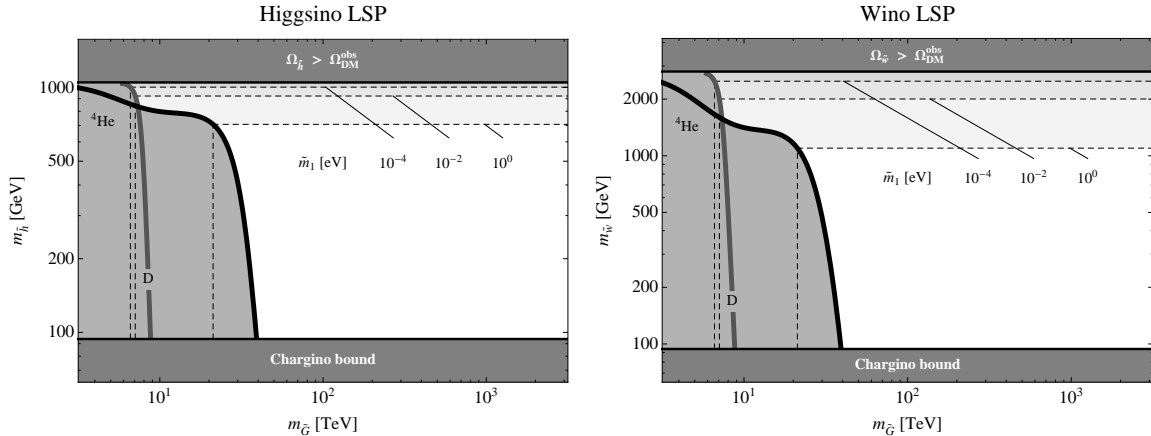 Higgsino LSP
Ω_h̃ > Ω_DM^obs
1000
500
200
100
m_h̃ [GeV]
⁴He
D
m̃₁ [eV] 10⁻⁴ 10⁻² 10⁰
Chargino bound
10¹ 10² 10³
m_G̃ [TeV]
Wino LSP
Ω_w̃ > Ω_DM^obs
2000
1000
500
200
100
m_w̃ [GeV]
⁴He
D
m̃₁ [eV] 10⁻⁴ 10⁻² 10⁰
Chargino bound
10¹ 10² 10³
m_G̃ [TeV]